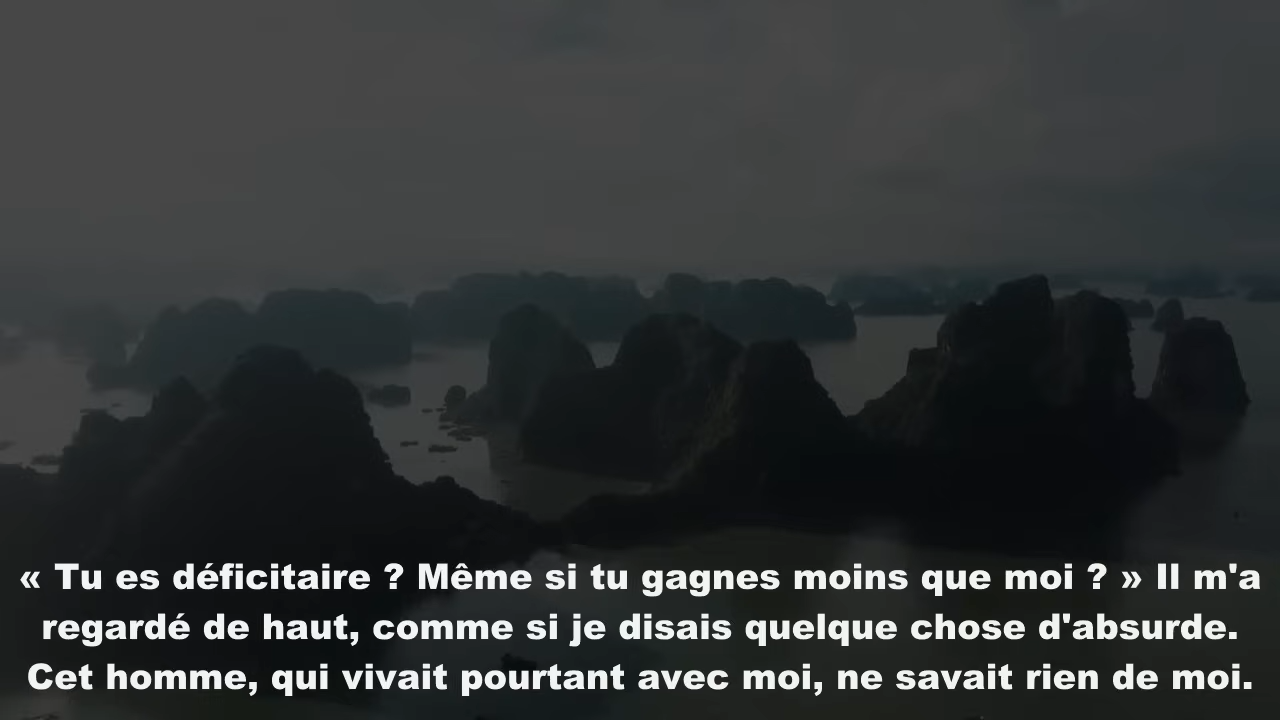 « Tu es déficitaire ? Même si tu gagnes moins que moi ? » Il m'a
regardé de haut, comme si je disais quelque chose d'absurde.
Cet homme, qui vivait pourtant avec moi, ne savait rien de moi.